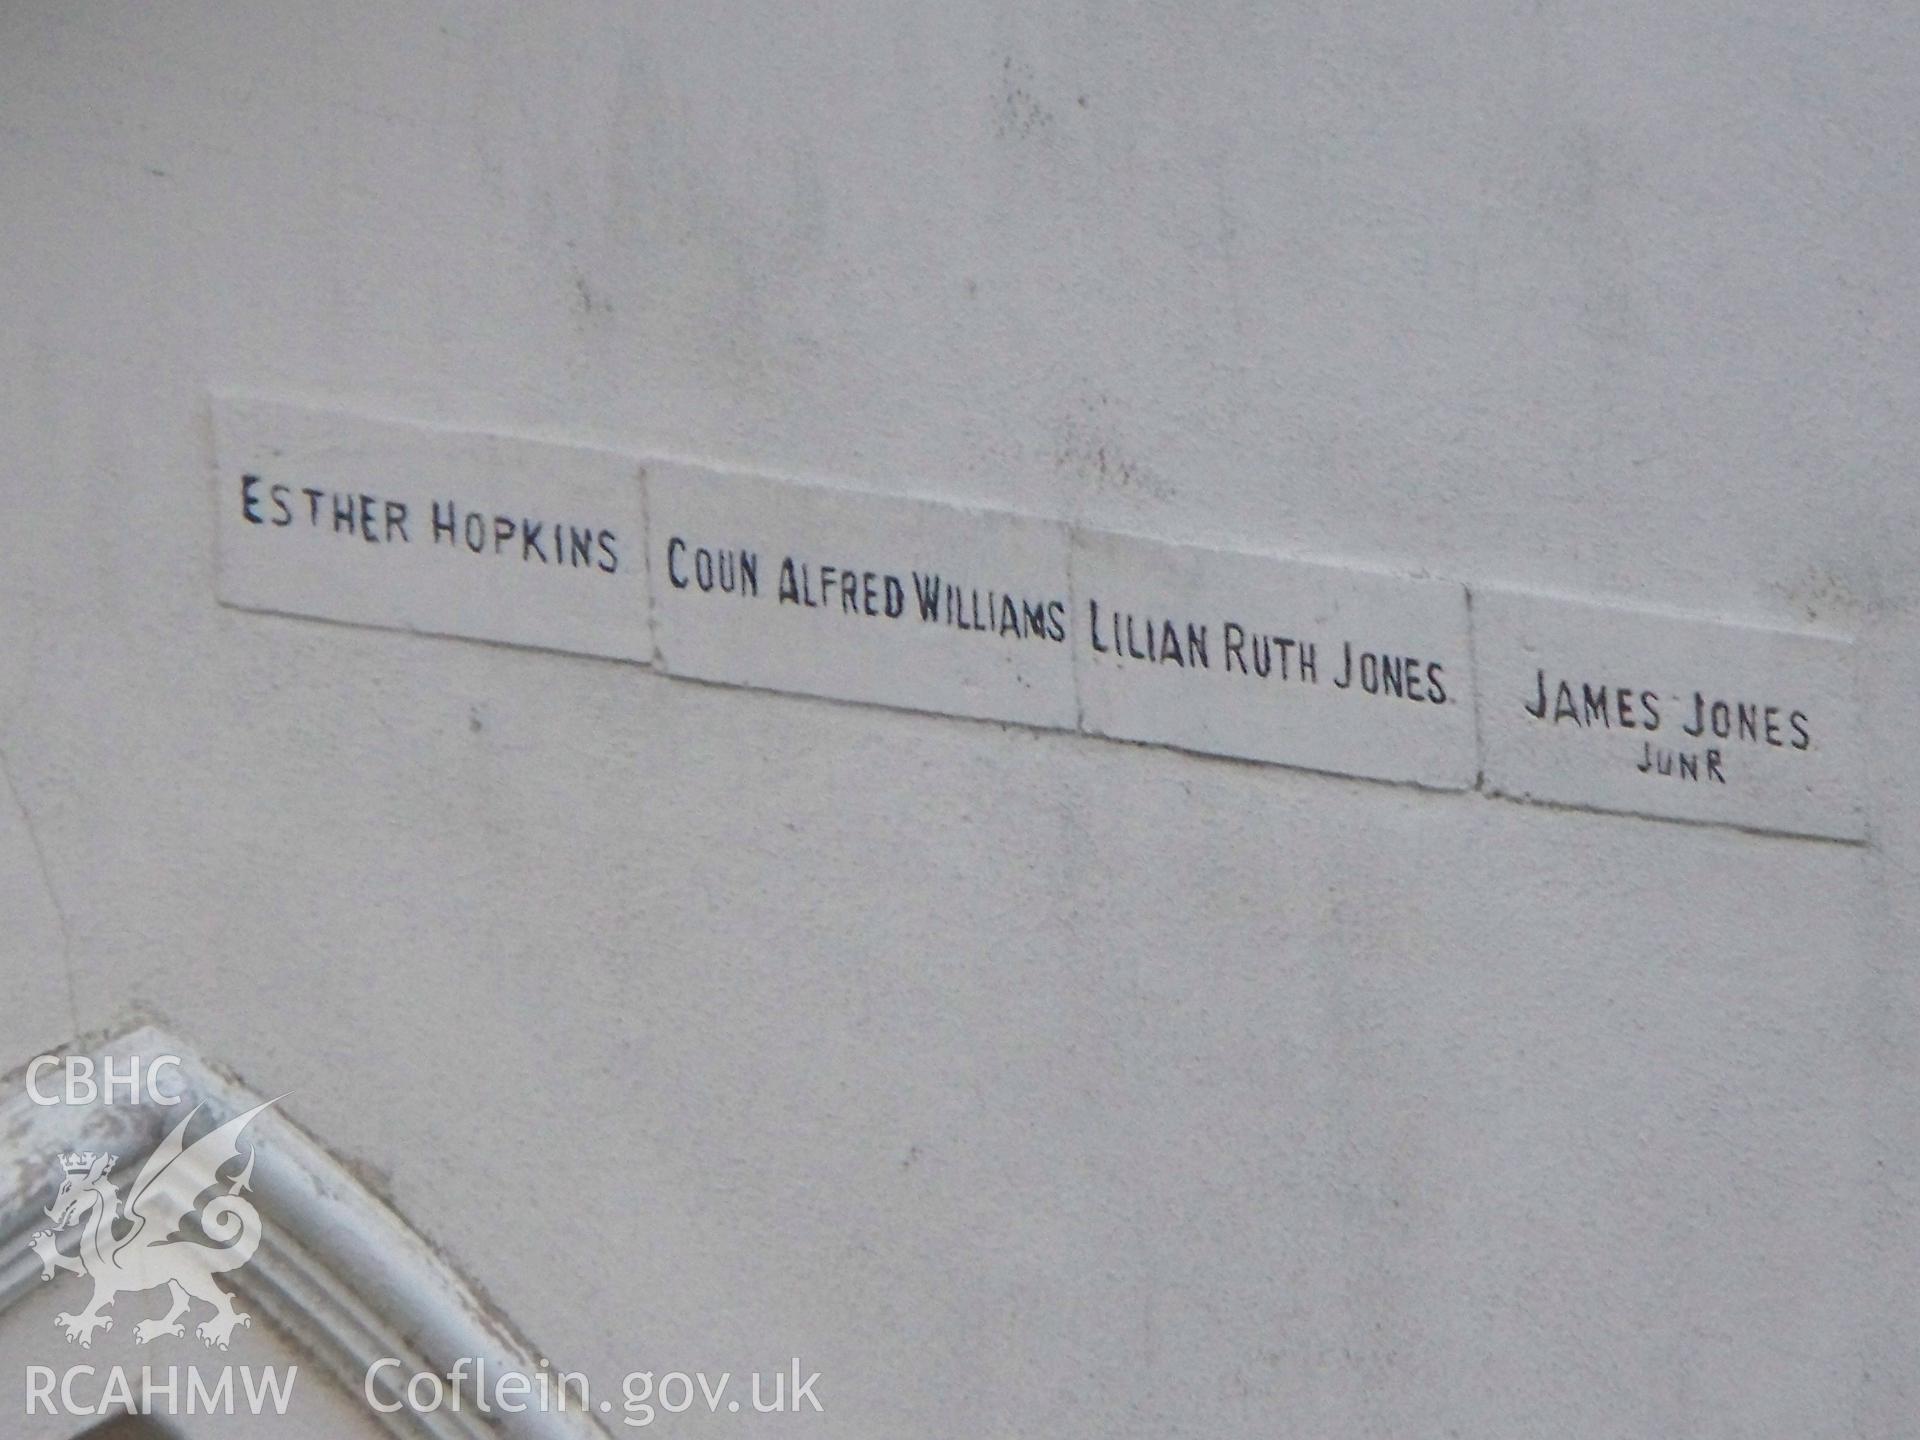 ESTHER HOPKINS
COUN ALFRED WILLIAMS
LILIAN RUTH JONES
JAMES JONES
JUNR
CBHC
RCAHMW
Coflein.gov.uk